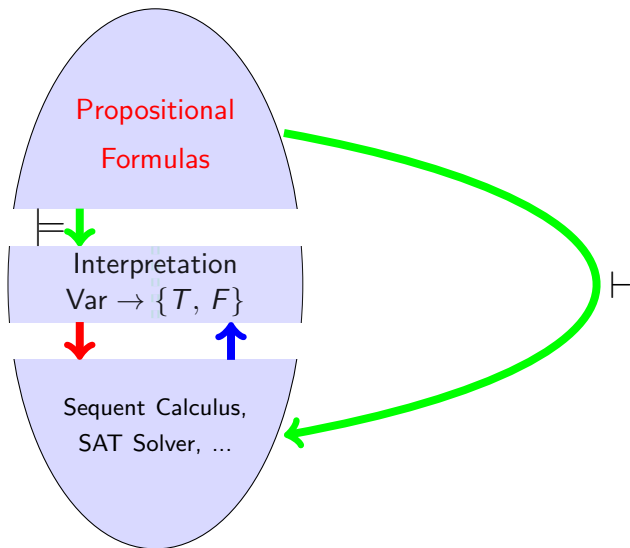 Propositional
Formulas
⊨
Interpretation
Var → {T, F}
⊢
Sequent Calculus,
SAT Solver, ...